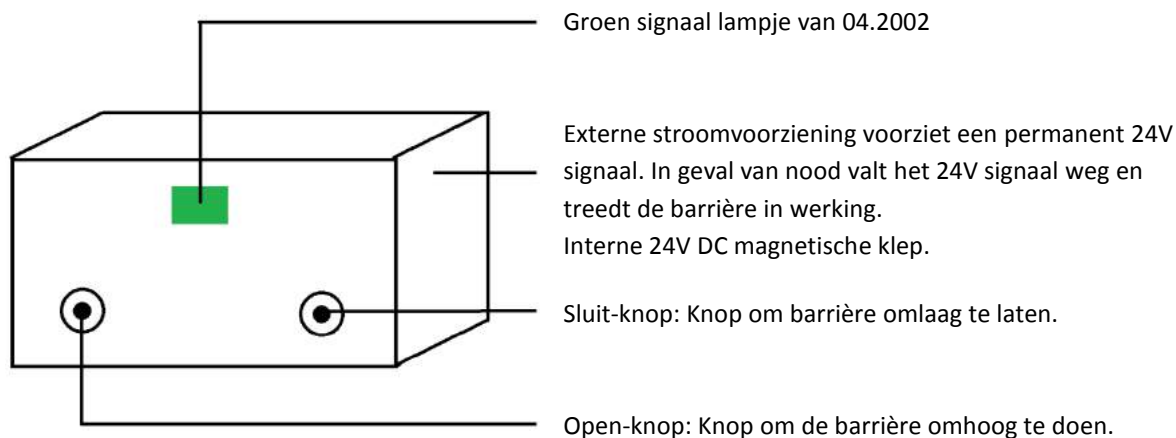 Groen signaal lampje van 04.2002
Externe stroomvoorziening voorziet een permanent 24V
signaal. In geval van nood valt het 24V signaal weg en
treedt de barrière in werking.
Interne 24V DC magnetische klep.
Sluit-knop: Knop om barrière omlaag te laten.
Open-knop: Knop om de barrière omhoog te doen.